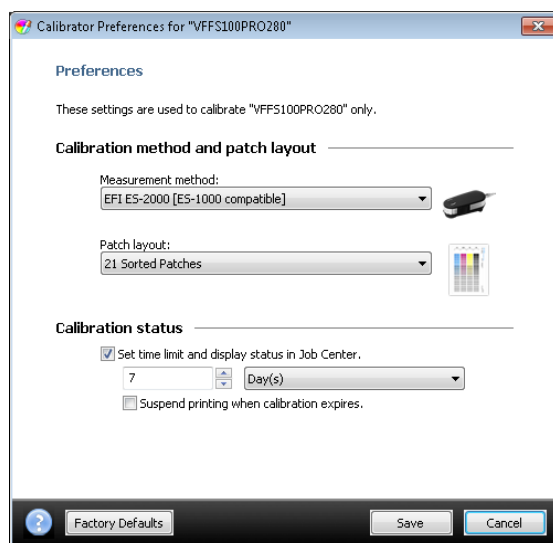 Calibrator Preferences for "VFFS100PRO280"
Preferences
These settings are used to calibrate "VFFS100PRO280" only.
Calibration method and patch layout
Measurement method:
EFI ES-2000 [ES-1000 compatible]
Patch layout:
21 Sorted Patches
Calibration status
Set time limit and display status in Job Center.
7 Day(s)
Suspend printing when calibration expires.
? Factory Defaults Save Cancel